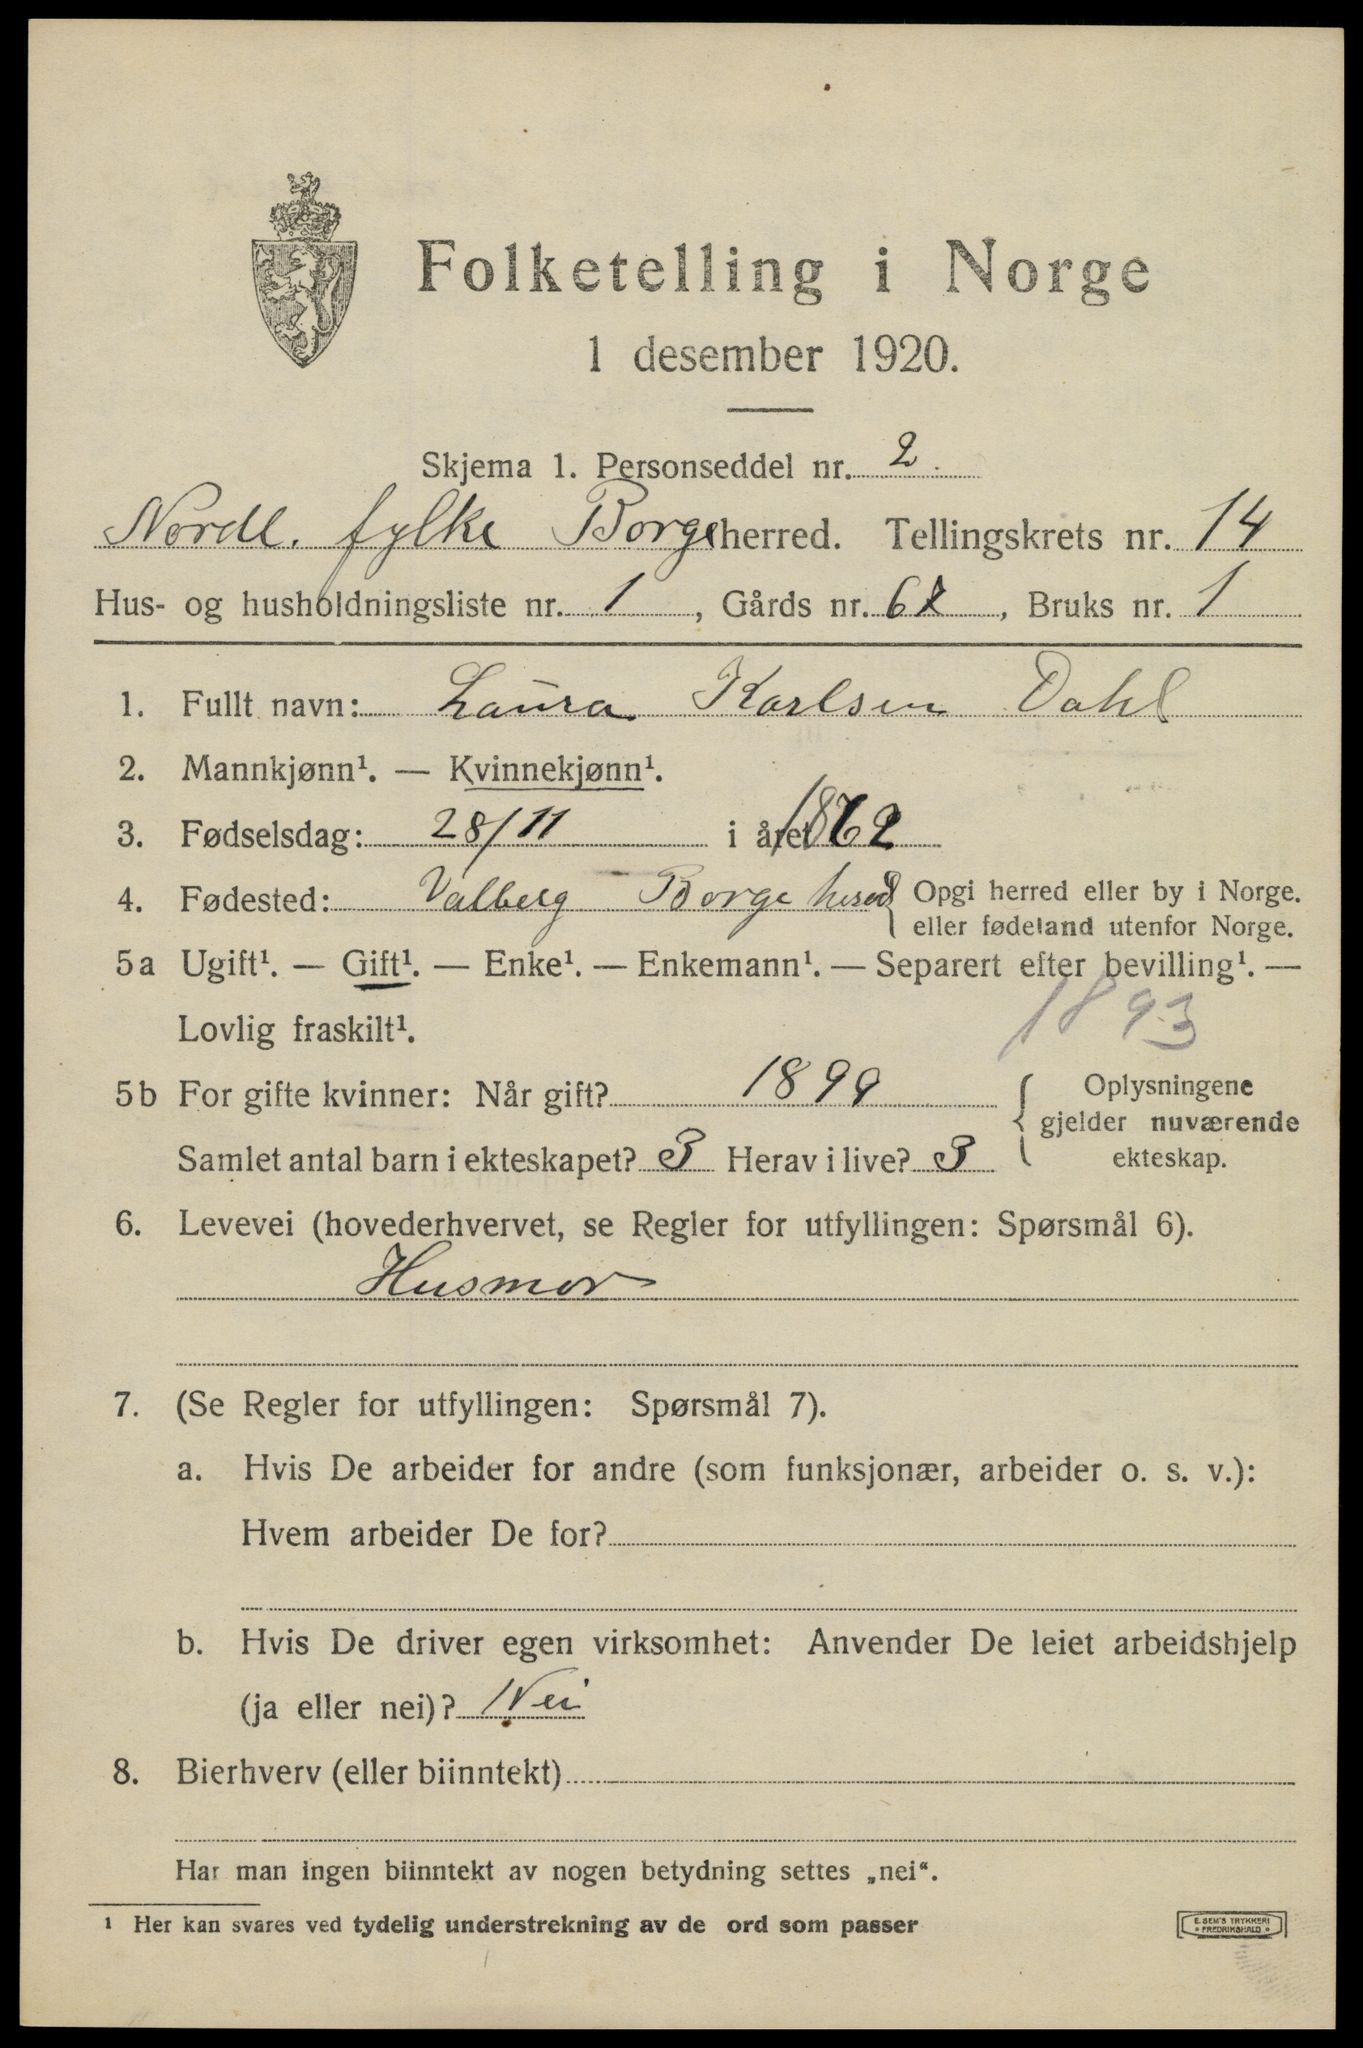 Folketelling i Norge
1 desember 1920.
Skjema 1. Personseddel nr. 2.
Nordl. fylke Borge herred. Tellingskrets nr. 14
Hus- og husholdningsliste nr. 1, Gårds nr. 67, Bruks nr. 1
1. Fullt navn: Laura Karlsen Dahl
2. Mannkjønn¹. — Kvinnekjønn¹.
3. Fødselsdag: 28/11 i året
4. Fødested: Valberg Borge herred { Opgi herred eller by i Norge.
eller fødeland utenfor Norge.
5a Ugift¹. — Gift¹. — Enke¹. — Enkemann¹. — Separert efter bevilling¹. —
Lovlig fraskilt¹.
1893
5b For gifte kvinner: Når gift? 1899 { Oplysningene
gjelder nuværende
Samlet antal barn i ekteskapet? 3 Herav i live? 3 ekteskap.
6. Levevei (hovederhvervet, se Regler for utfyllingen: Spørsmål 6).
Husmor
7. (Se Regler for utfyllingen: Spørsmål 7).
a. Hvis De arbeider for andre (som funksjonær, arbeider o. s. v.):
Hvem arbeider De for?
b. Hvis De driver egen virksomhet: Anvender De leiet arbeidshjelp
(ja eller nei)? Nei
8. Bierhverv (eller biinntekt)
Har man ingen biinntekt av nogen betydning settes „nei“.
¹ Her kan svares ved tydelig understrekning av de ord som passer
E. SEM'S TRYKKERI
FREDRIKSHALD